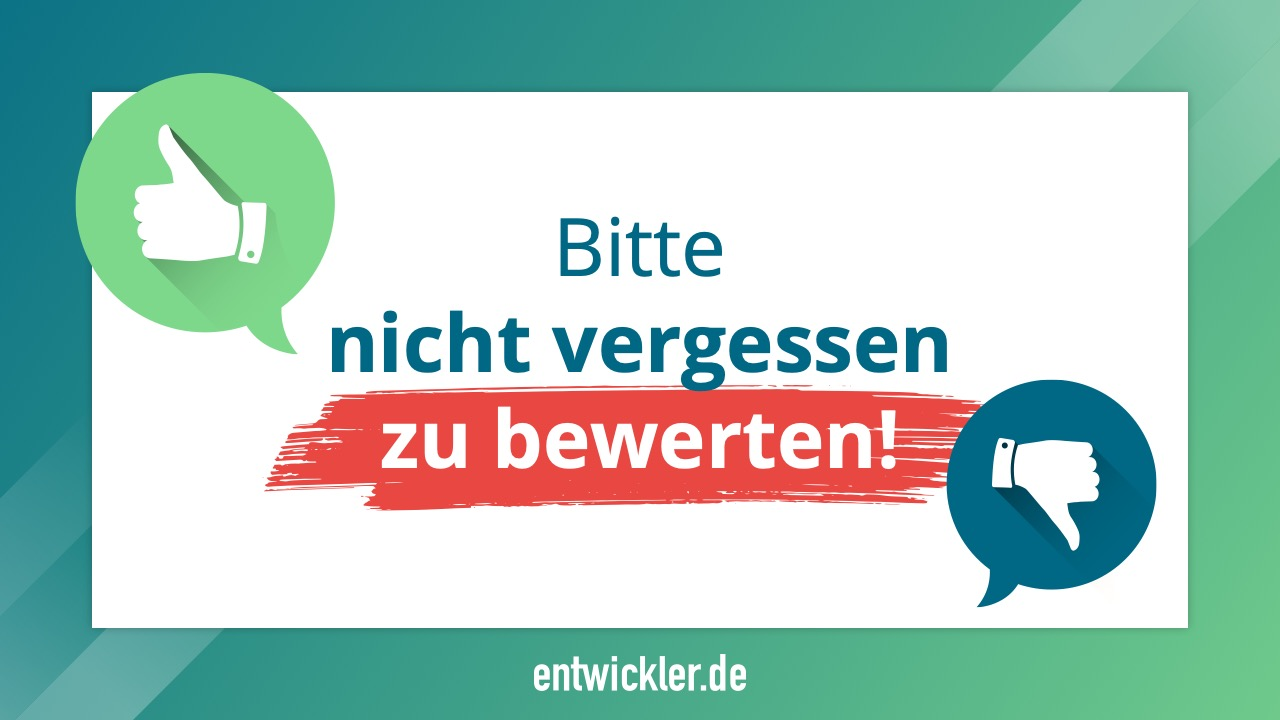 Bitte
nicht vergessen
zu bewerten!
entwickler.de